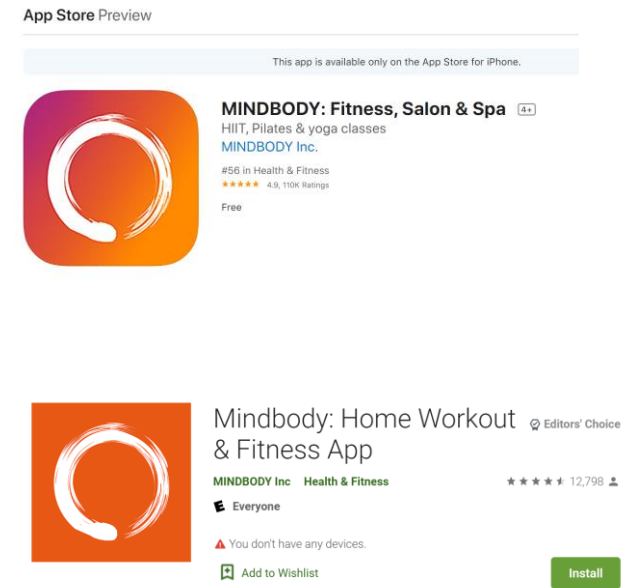 App Store Preview
This app is available only on the App Store for iPhone.
MINDBODY: Fitness, Salon & Spa 4+
HIIT, Pilates & yoga classes
MINDBODY Inc.
#56 in Health & Fitness
★★★★★ 4.9, 110K Ratings
Free
Mindbody: Home Workout Editors' Choice
& Fitness App
MINDBODY Inc Health & Fitness 12,798
E Everyone
You don't have any devices.
Add to Wishlist Install